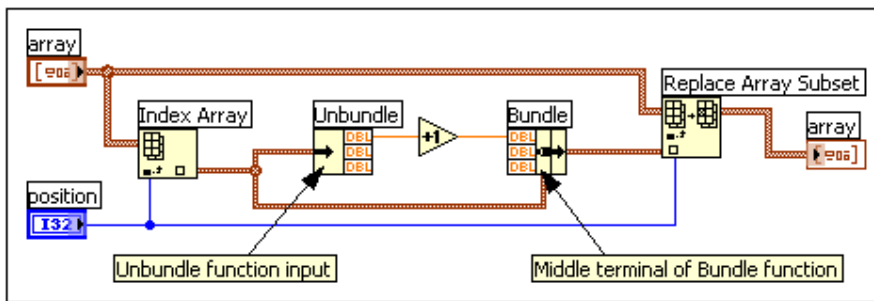 array
Index Array
Unbundle
DBL
DBL
DBL
+1
Bundle
DBL
DBL
DBL
Replace Array Subset
array
position
I32
Unbundle function input
Middle terminal of Bundle function